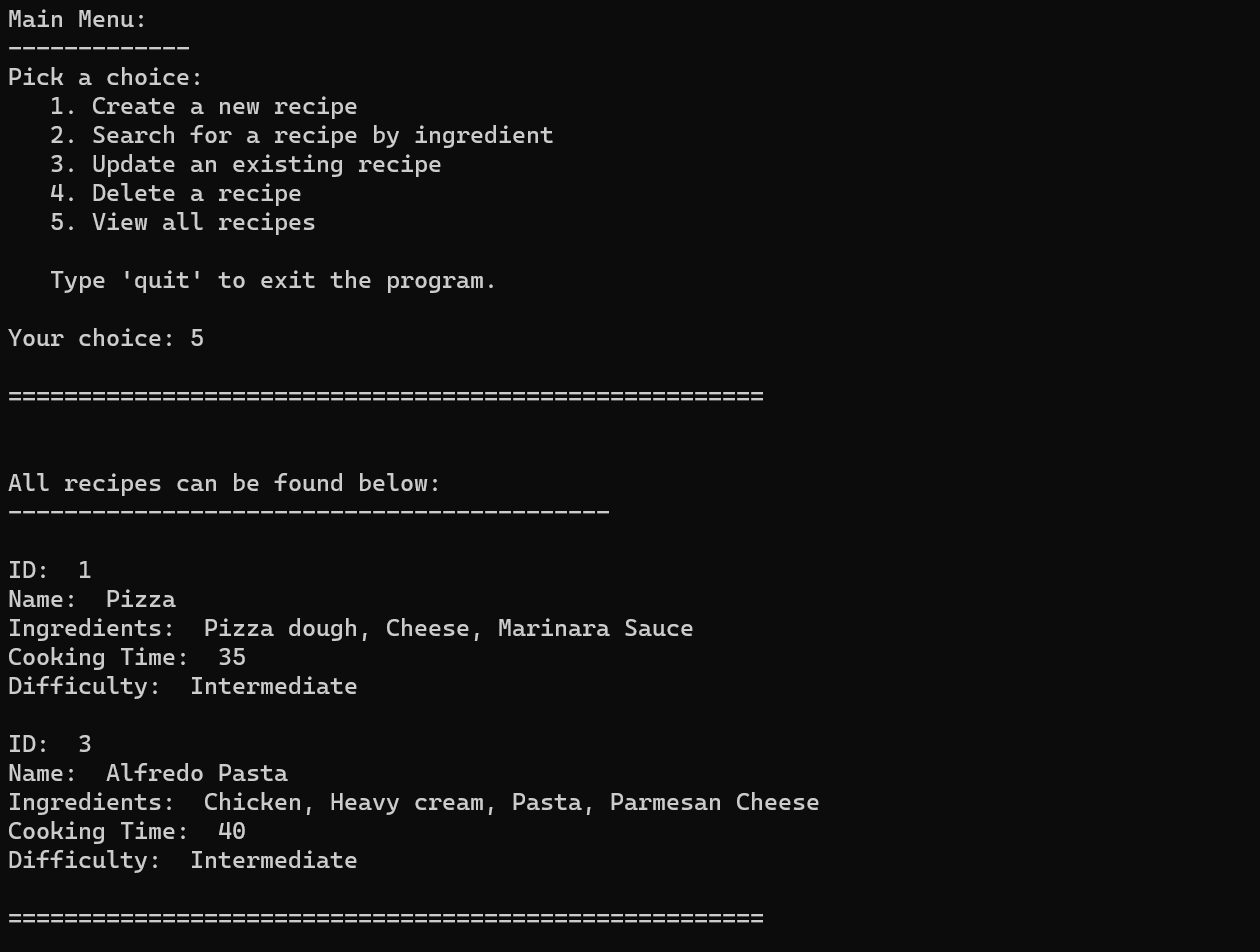 Main Menu:
-------------
Pick a choice:
   1. Create a new recipe
   2. Search for a recipe by ingredient
   3. Update an existing recipe
   4. Delete a recipe
   5. View all recipes

   Type 'quit' to exit the program.

Your choice: 5

======================================================


All recipes can be found below:
-------------------------------------------

ID:  1
Name:  Pizza
Ingredients:  Pizza dough, Cheese, Marinara Sauce
Cooking Time:  35
Difficulty:  Intermediate

ID:  3
Name:  Alfredo Pasta
Ingredients:  Chicken, Heavy cream, Pasta, Parmesan Cheese
Cooking Time:  40
Difficulty:  Intermediate

======================================================